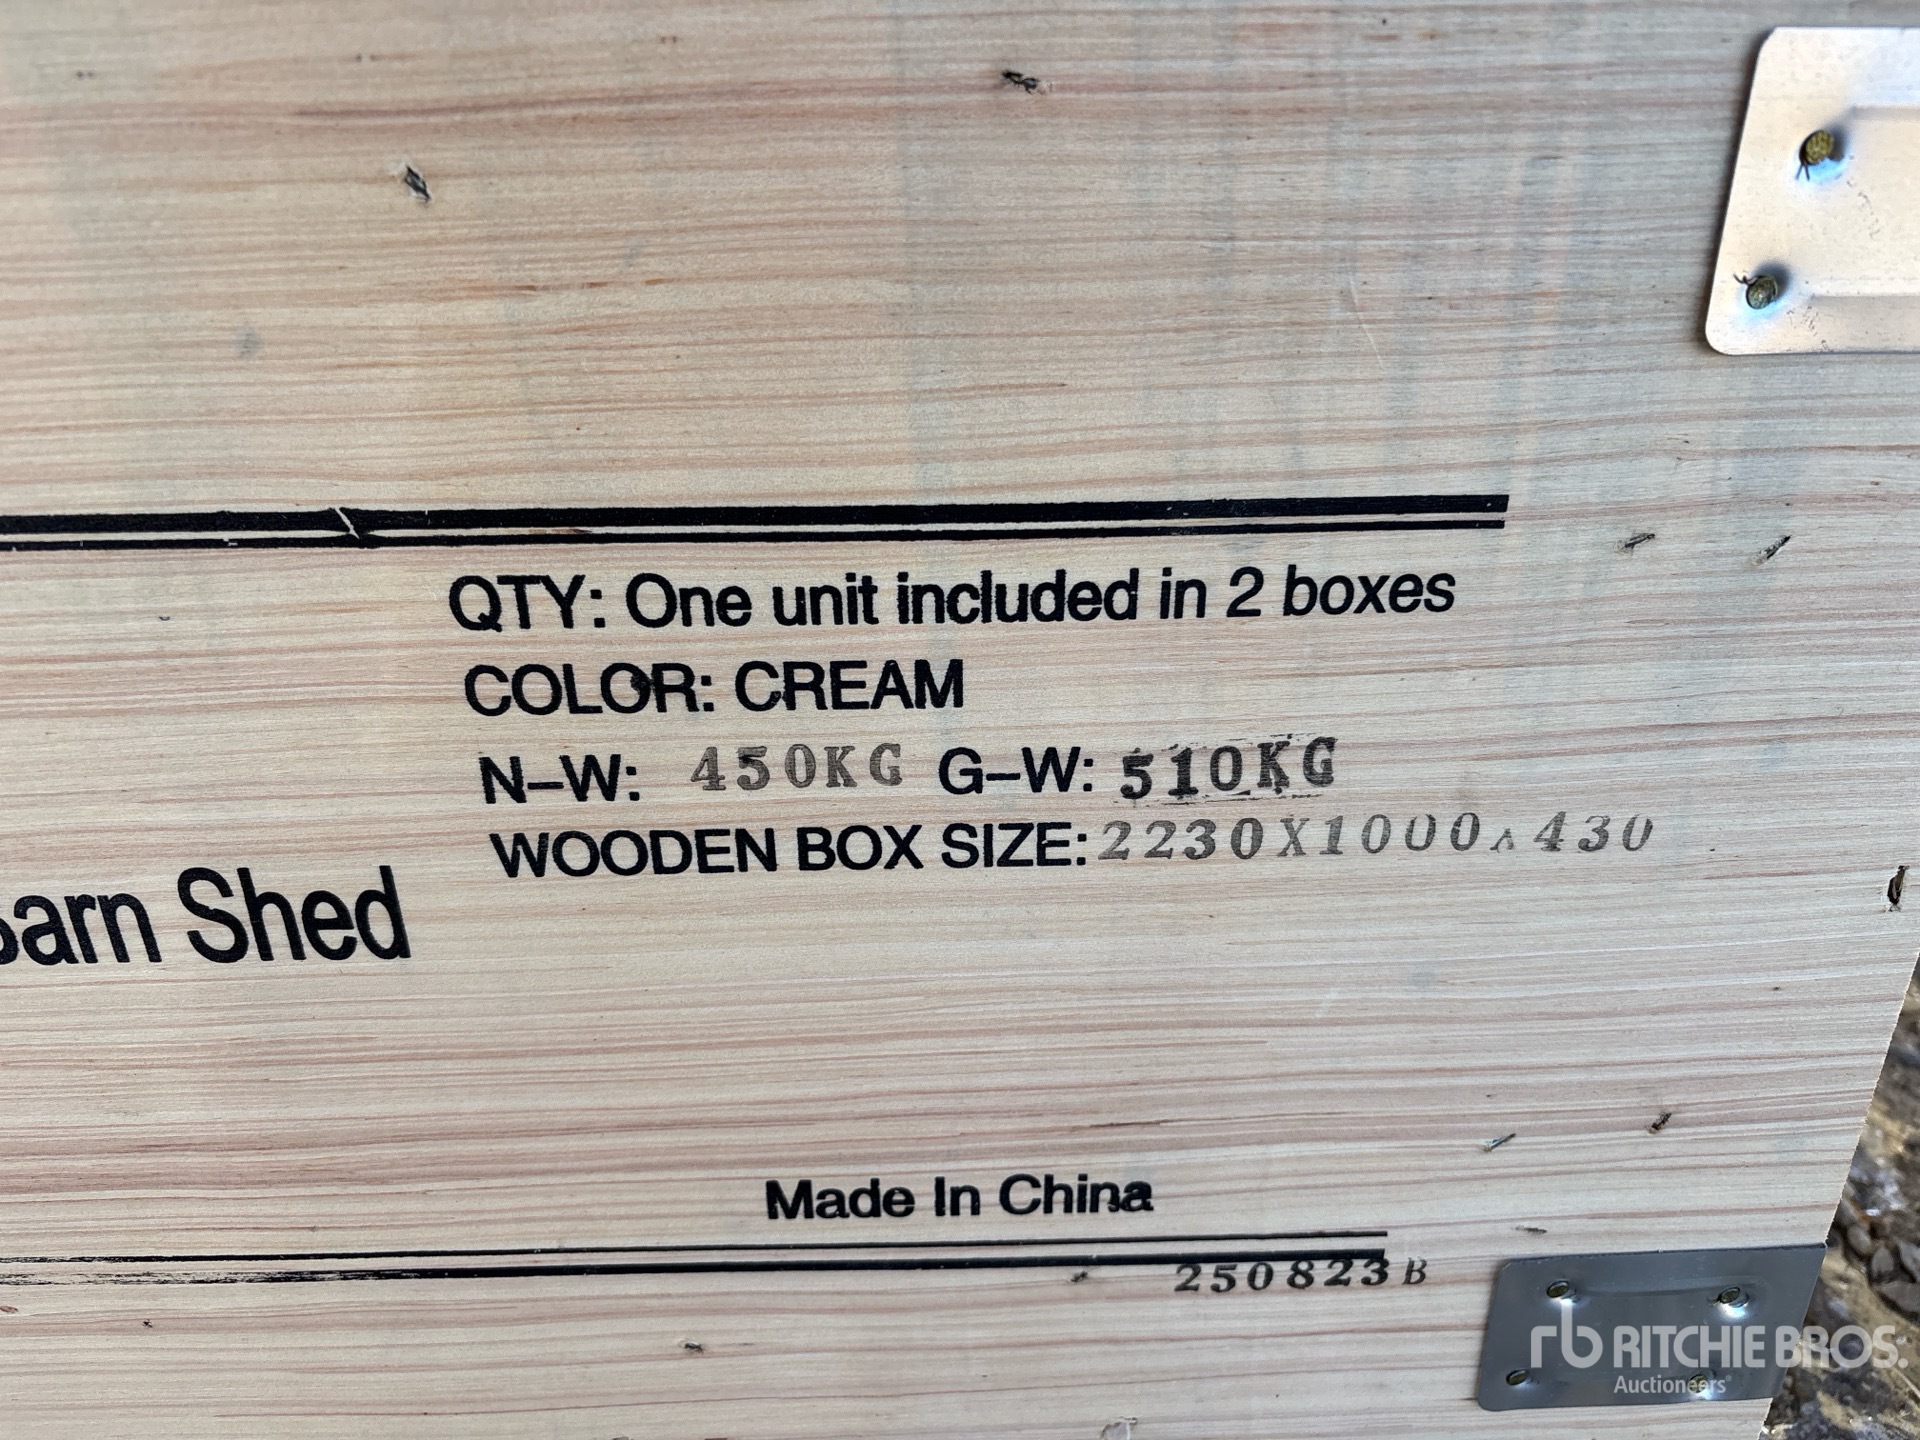 QTY: One unit included in 2 boxes
COLOR: CREAM
N-W: 450KG G-W: 510KG
WOODEN BOX SIZE: 2230X1000X430
Barn Shed
Made In China
250823B
rb RITCHIE BROS.
Auctioneers